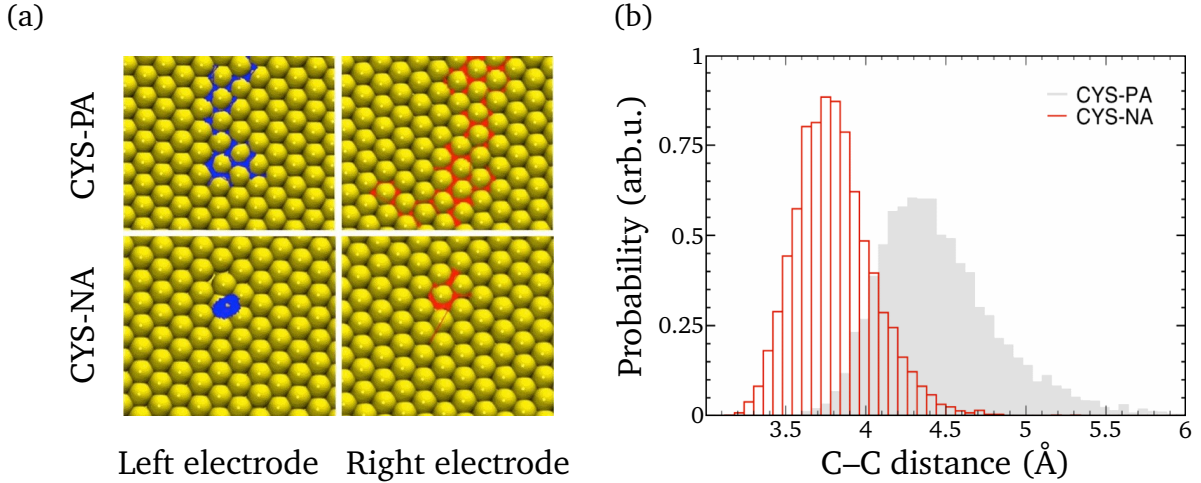 (a)
CYS-PA
CYS-NA
Left electrode
Right electrode
(b)
Probability (arb.u.)
1
0.75
0.5
0.25
0
3.5
4
4.5
5
5.5
6
C–C distance (Å)
CYS-PA
CYS-NA